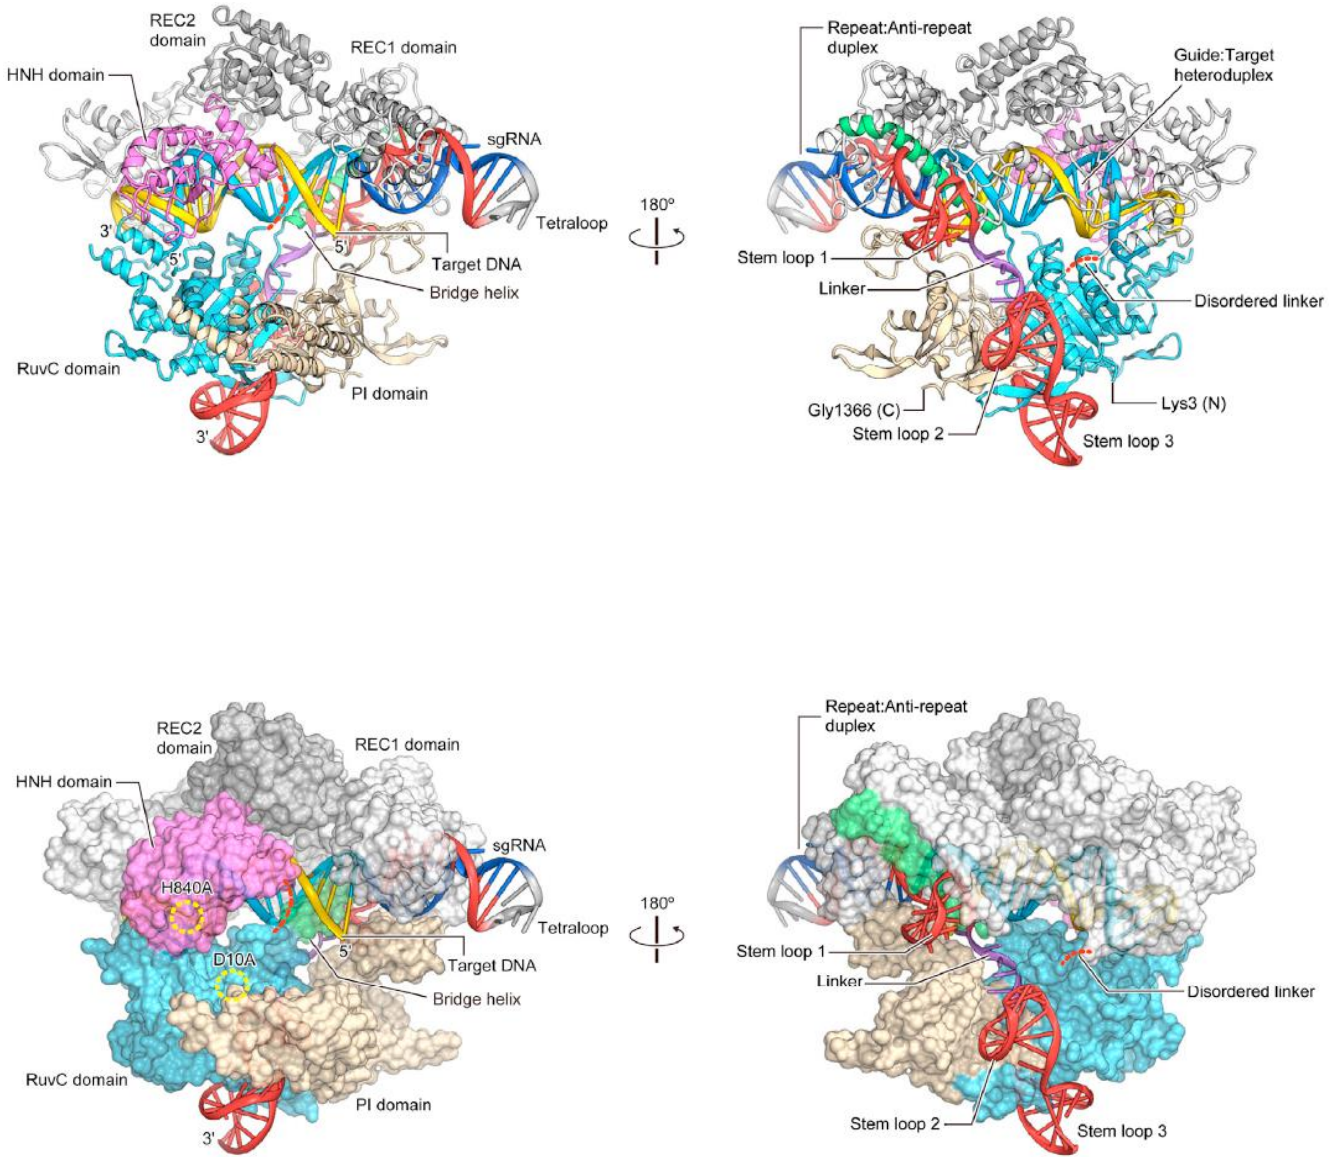 REC2
domain
REC1 domain
HNH domain
sgRNA
Tetraloop
3'
5'
5'
Target DNA
Bridge helix
RuvC domain
PI domain
3'
180º
Repeat:Anti-repeat
duplex
Guide:Target
heteroduplex
Stem loop 1
Linker
Disordered linker
Gly1366 (C)
Lys3 (N)
Stem loop 2
Stem loop 3
REC2
domain
REC1 domain
HNH domain
sgRNA
H840A
Tetraloop
5'
D10A
Target DNA
Bridge helix
RuvC domain
PI domain
3'
180º
Repeat:Anti-repeat
duplex
Stem loop 1
Linker
Disordered linker
Stem loop 2
Stem loop 3